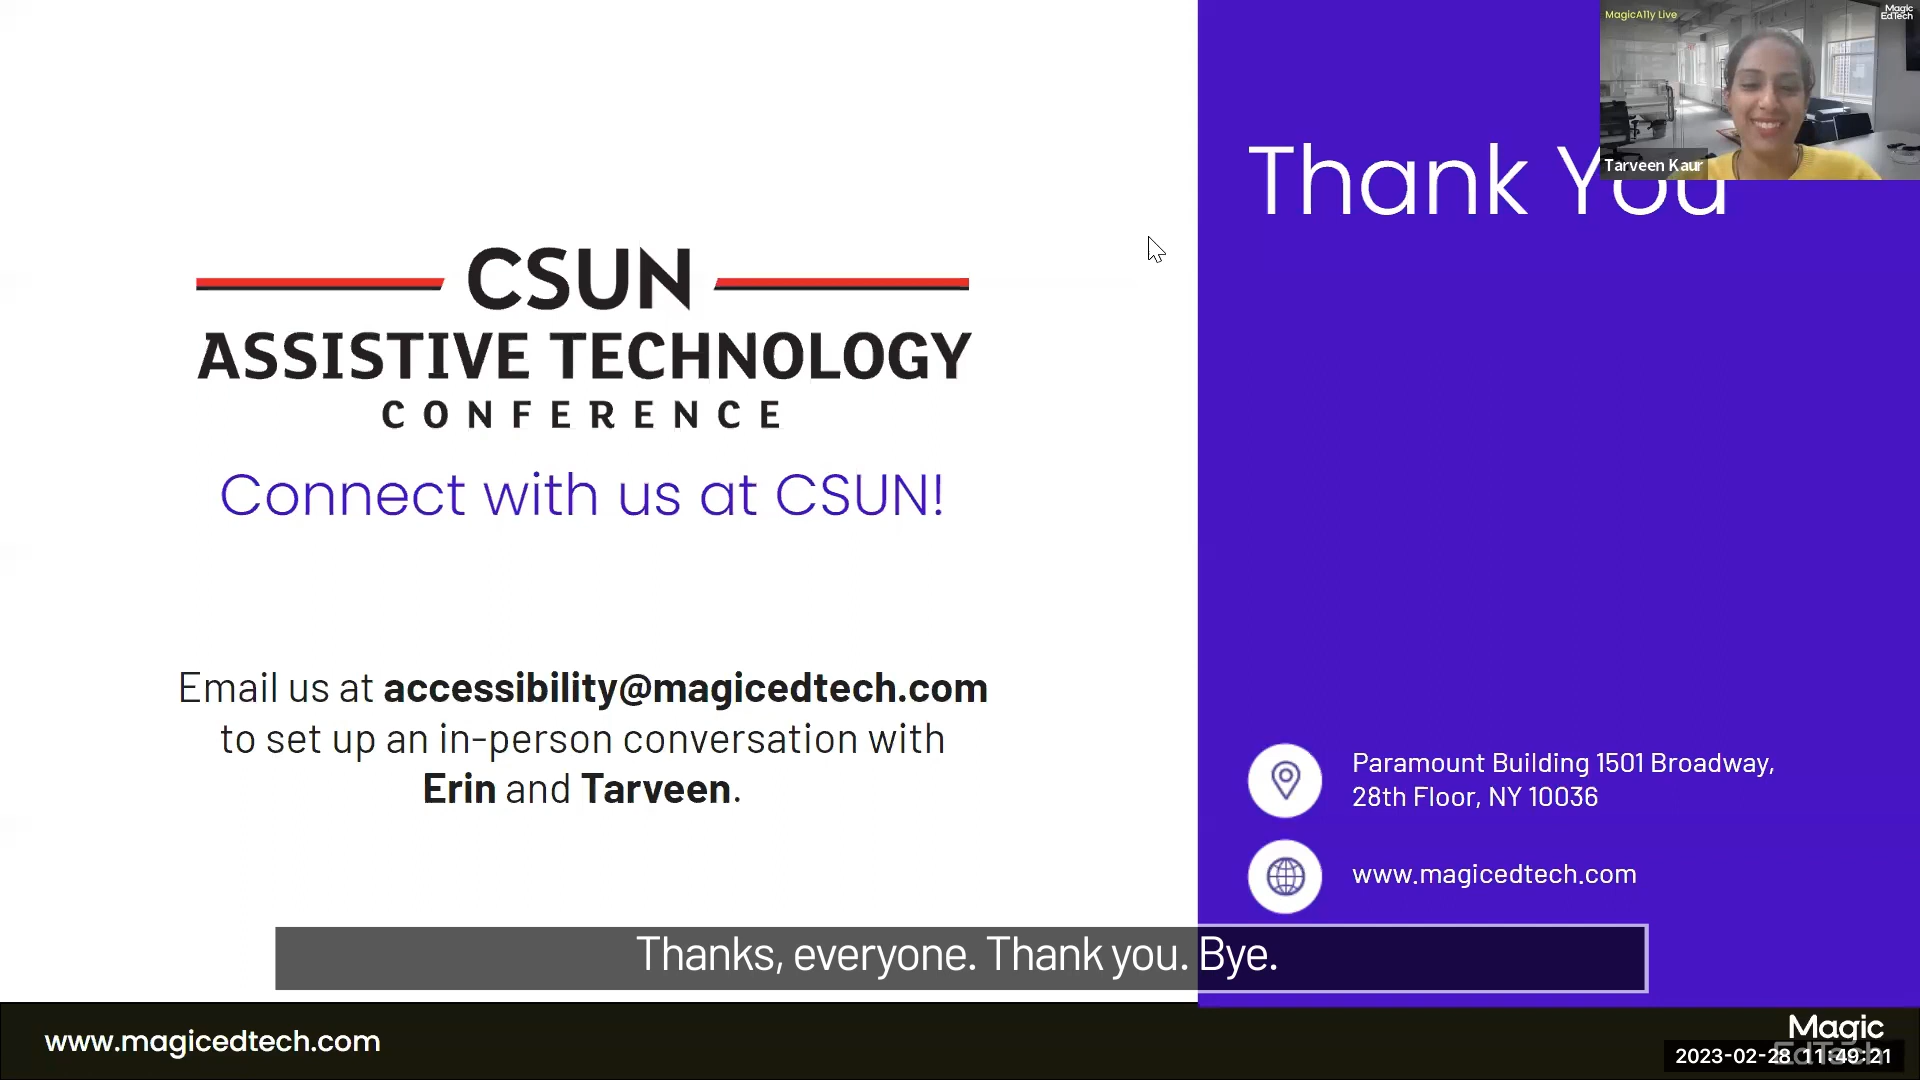 MagicA11y Live
Magic
EdTech
Tarveen Kaur
Thank You
CSUN
ASSISTIVE TECHNOLOGY
CONFERENCE
Connect with us at CSUN!
Email us at accessibility@magicedtech.com
to set up an in-person conversation with
Erin and Tarveen.
Paramount Building 1501 Broadway,
28th Floor, NY 10036
www.magicedtech.com
Thanks, everyone. Thank you. Bye.
www.magicedtech.com
Magic
EdTech
2023-02-28 11:49:21